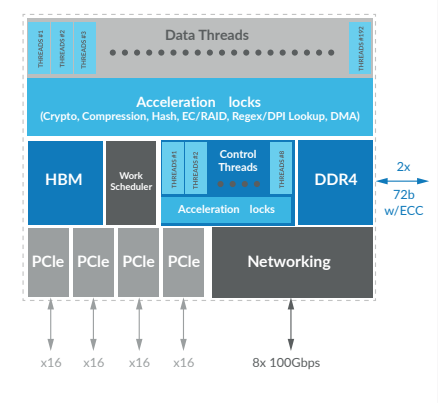 Data Threads
THREADS #1
THREADS #2
THREADS #3
THREADS #192
Acceleration locks
(Crypto, Compression, Hash, EC/RAID, Regex/DPI Lookup, DMA)
HBM
Work
Scheduler
THREADS #1
THREADS #2
Control
Threads
THREADS #8
Acceleration locks
DDR4
2x
72b
w/ECC
PCIe
PCIe
PCIe
PCIe
Networking
x16
x16
x16
x16
8x 100Gbps